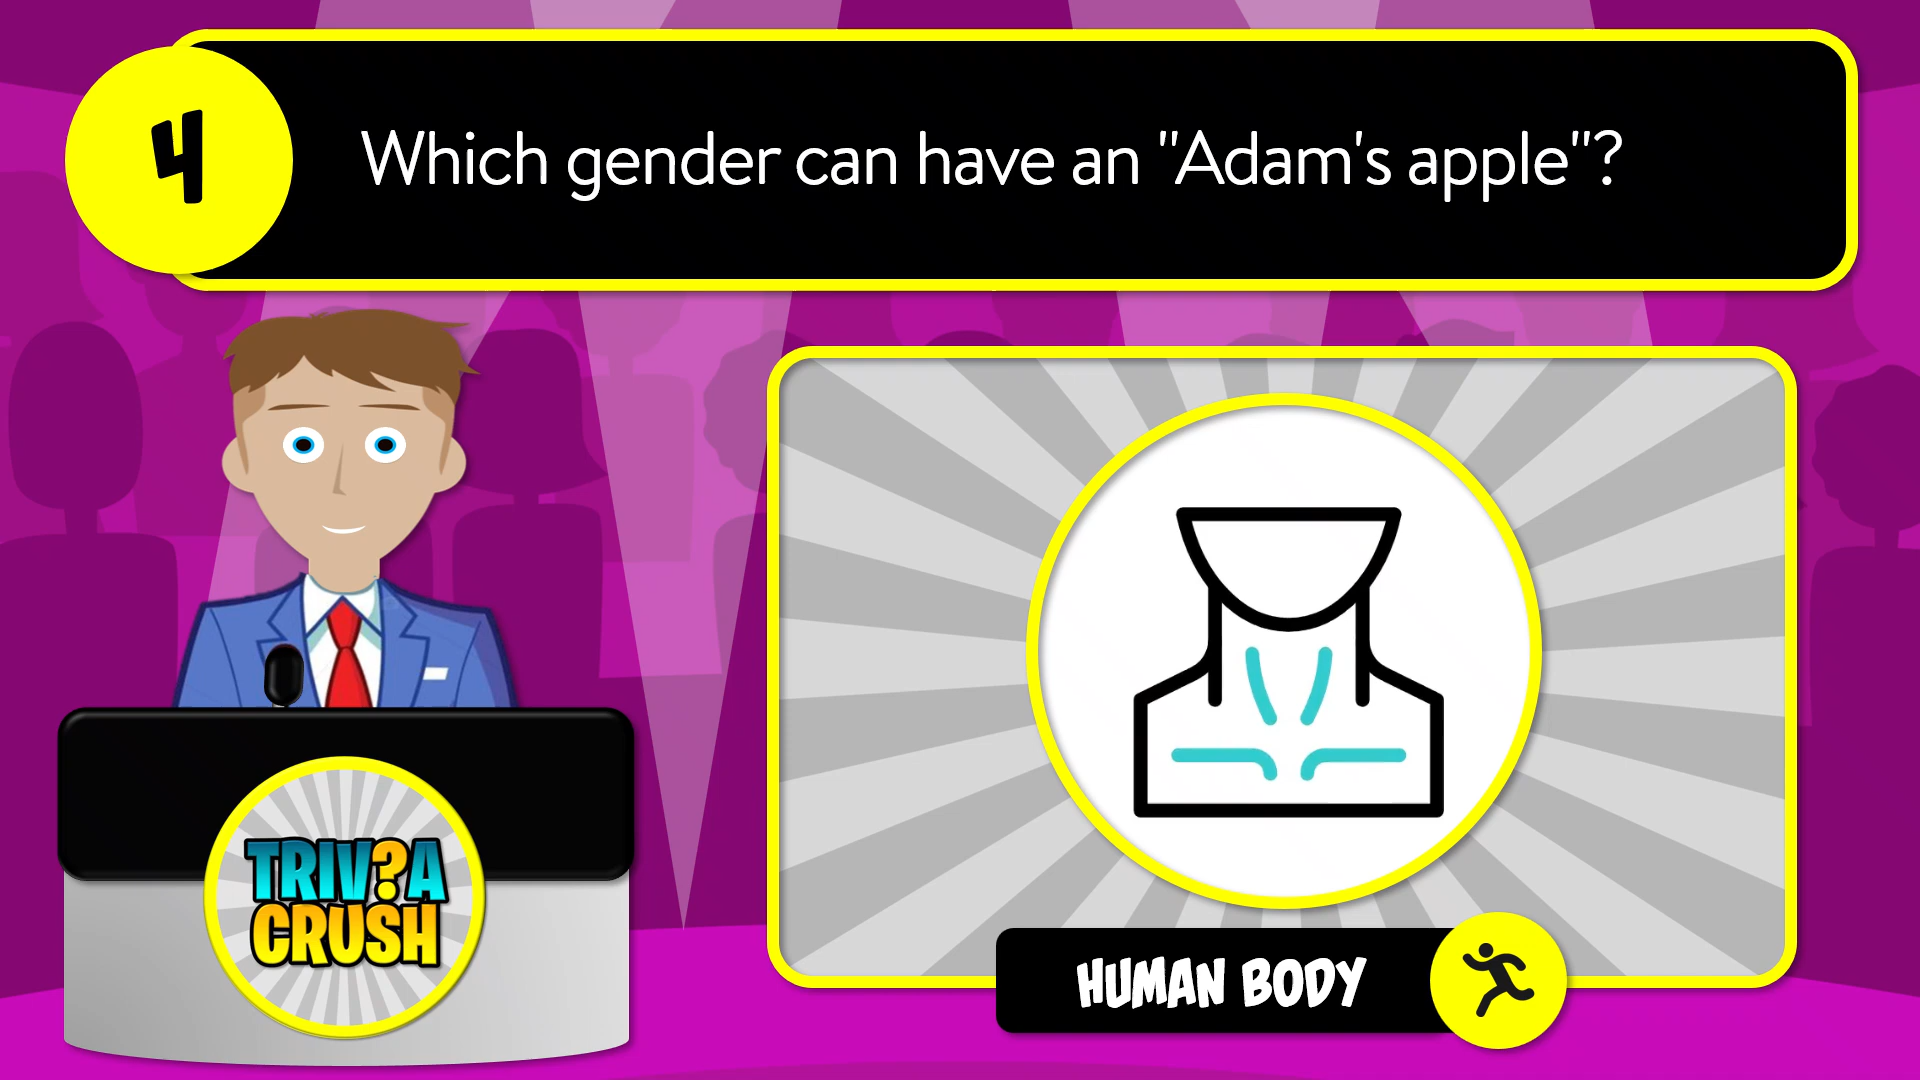 4
Which gender can have an "Adam's apple"?
TRIV?A
CRUSH
HUMAN BODY